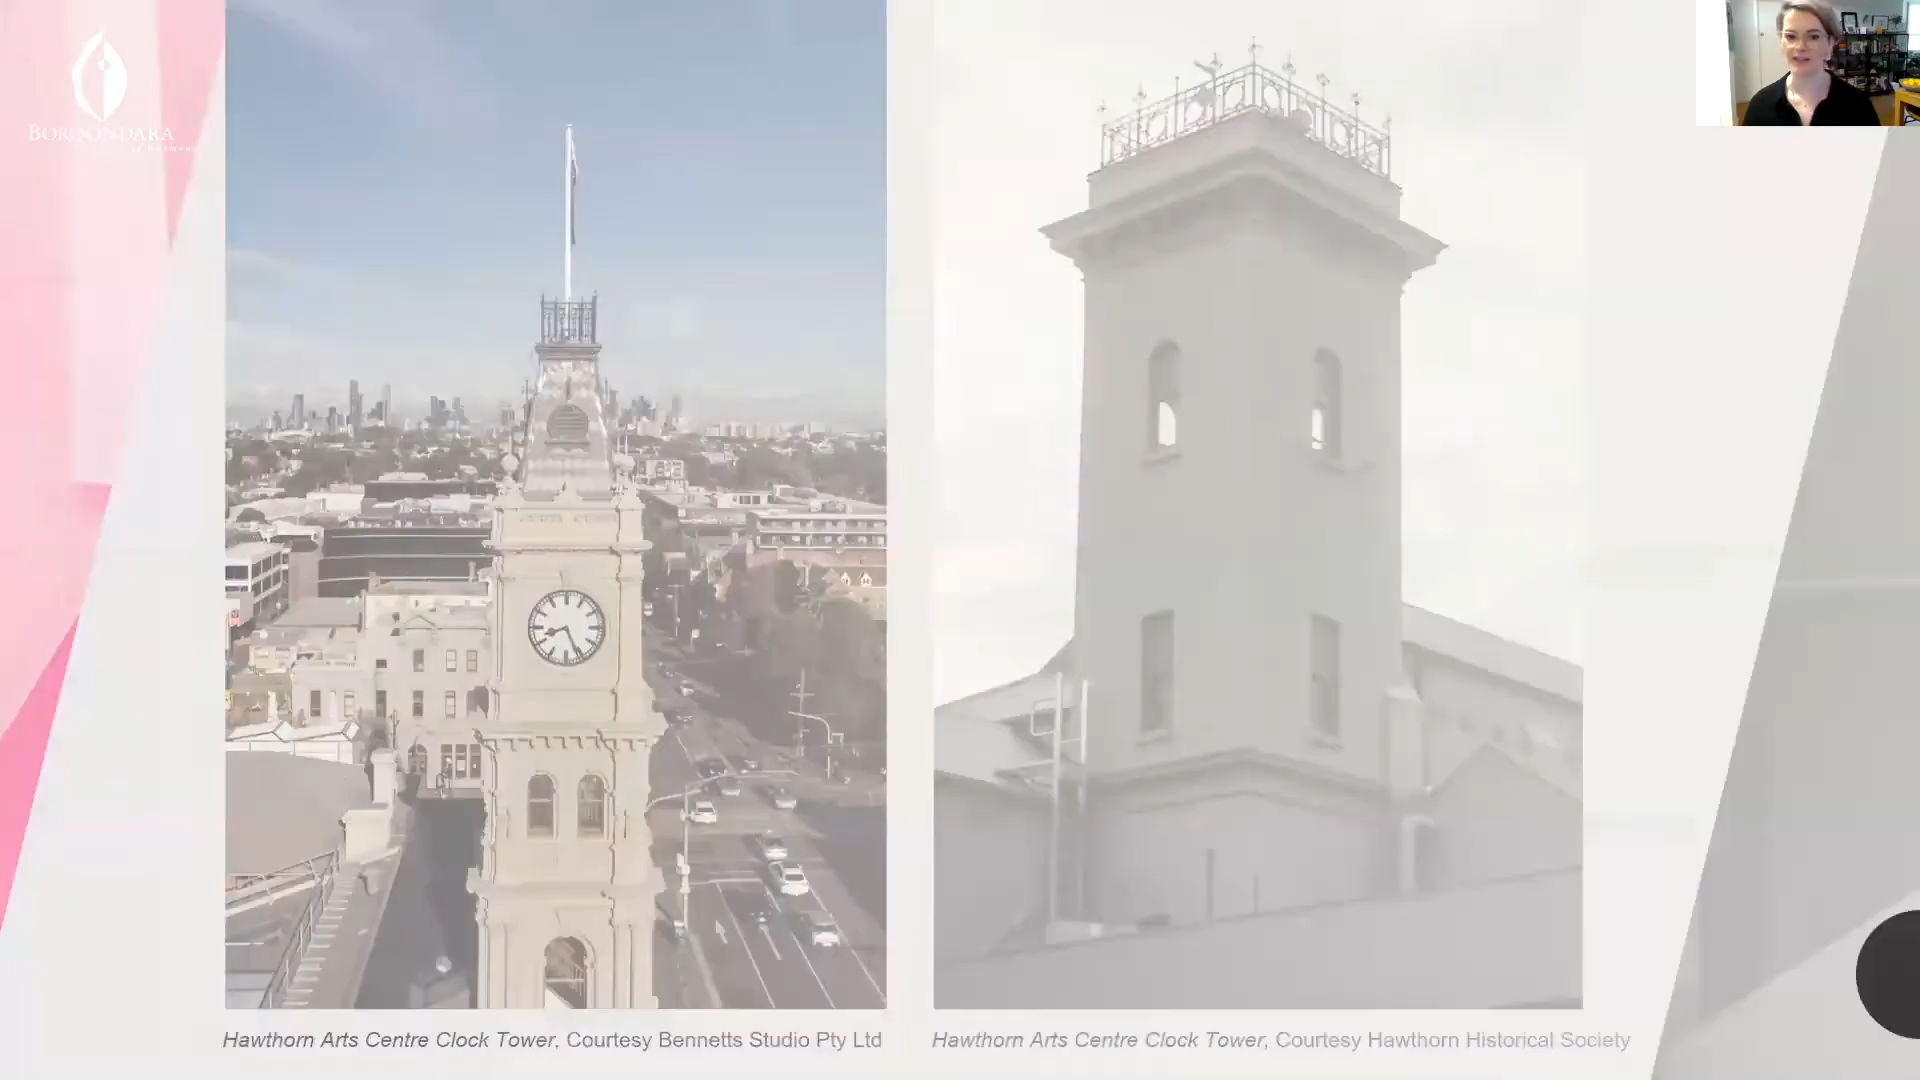 BOROONDARA
Hawthorn Arts Centre Clock Tower, Courtesy Bennetts Studio Pty Ltd
Hawthorn Arts Centre Clock Tower, Courtesy Hawthorn Historical Society